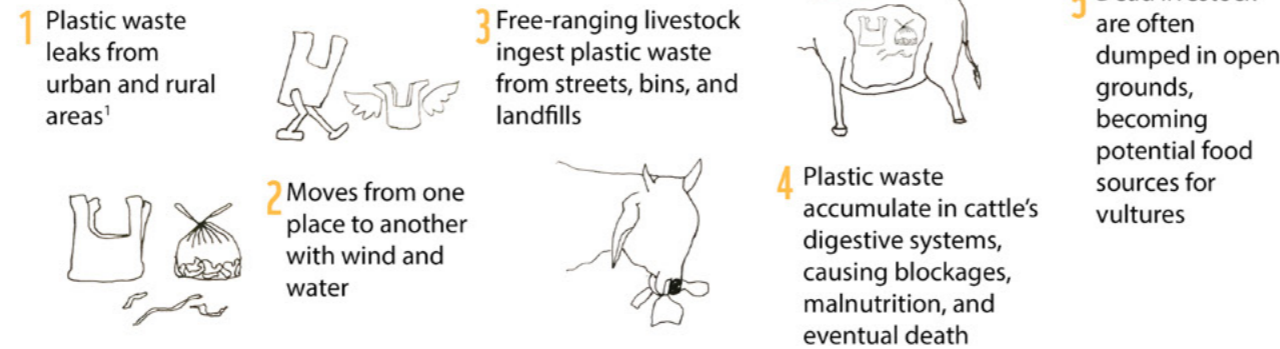 1 Plastic waste
leaks from
urban and rural
areas¹
2 Moves from one
place to another
with wind and
water
3 Free-ranging livestock
ingest plastic waste
from streets, bins, and
landfills
4 Plastic waste
accumulate in cattle's
digestive systems,
causing blockages,
malnutrition, and
eventual death
5 Dead livestock
are often
dumped in open
grounds,
becoming
potential food
sources for
vultures